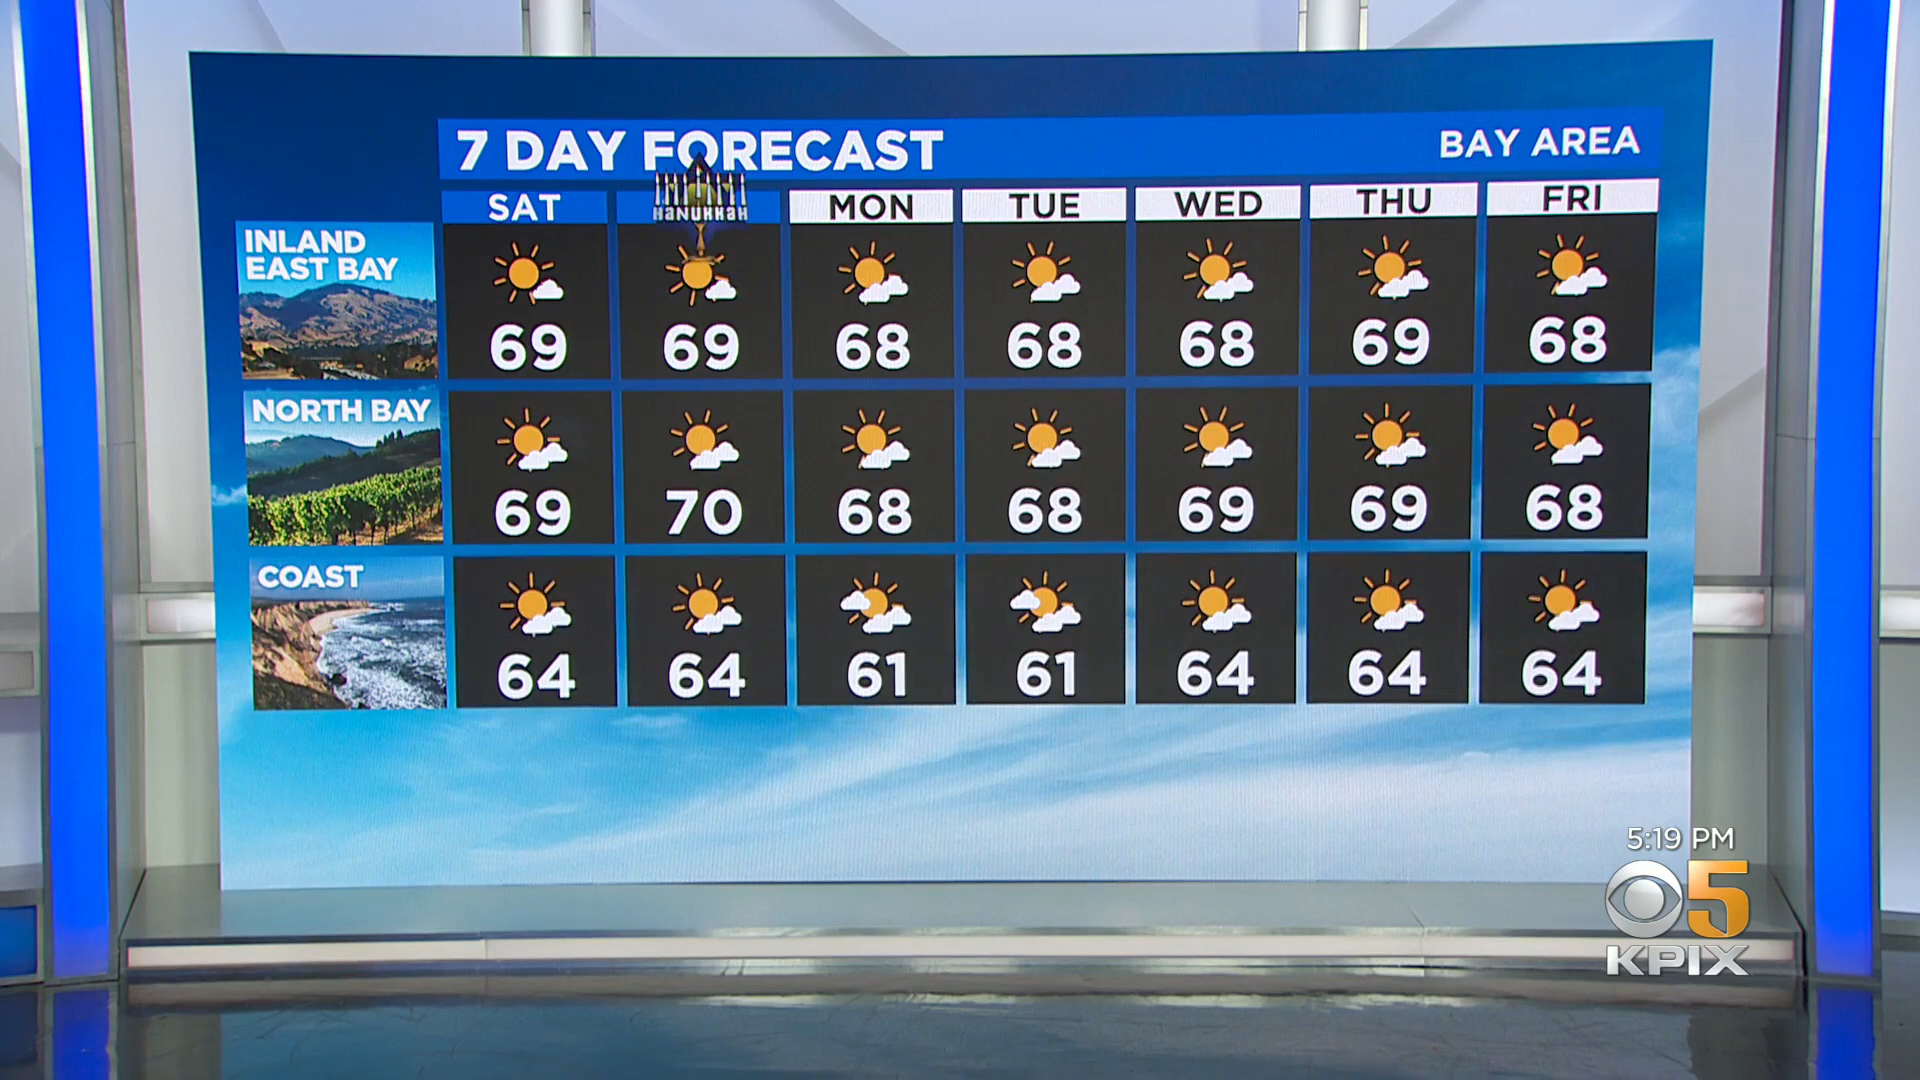 7 DAY FORECAST
BAY AREA
SAT HANUKKAH MON TUE WED THU FRI
INLAND
EAST BAY
69 69 68 68 68 69 68
NORTH BAY
69 70 68 68 69 69 68
COAST
64 64 61 61 64 64 64
5:19 PM
5
KPIX